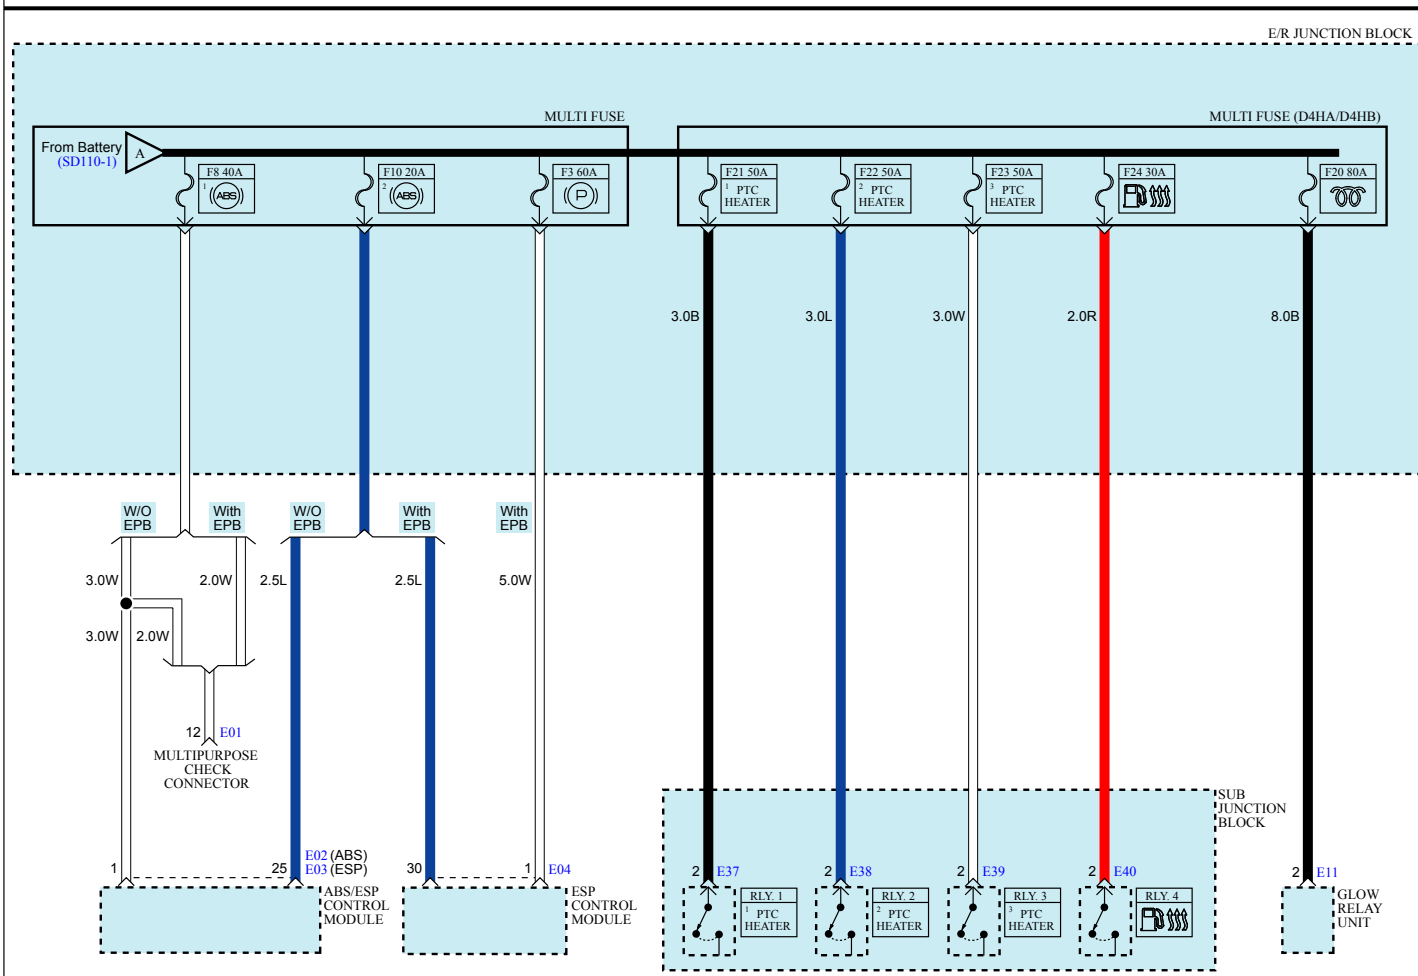 E/R JUNCTION BLOCK
MULTI FUSE
MULTI FUSE (D4HA/D4HB)
From Battery
(SD110-1)
A
F8 40A
1
ABS
F10 20A
2
ABS
F3 60A
P
F21 50A
1 PTC
HEATER
F22 50A
2 PTC
HEATER
F23 50A
3 PTC
HEATER
F24 30A
F20 80A
3.0B
3.0L
3.0W
2.0R
8.0B
W/O
EPB
With
EPB
W/O
EPB
With
EPB
With
EPB
3.0W
2.0W
2.5L
2.5L
5.0W
3.0W
2.0W
12 E01
MULTIPURPOSE
CHECK
CONNECTOR
SUB
JUNCTION
BLOCK
1
25
E02 (ABS)
E03 (ESP)
30
1 E04
2 E37
2 E38
2 E39
2 E40
2 E11
ABS/ESP
CONTROL
MODULE
ESP
CONTROL
MODULE
RLY. 1
1 PTC
HEATER
RLY. 2
2 PTC
HEATER
RLY. 3
3 PTC
HEATER
RLY. 4
GLOW
RELAY
UNIT